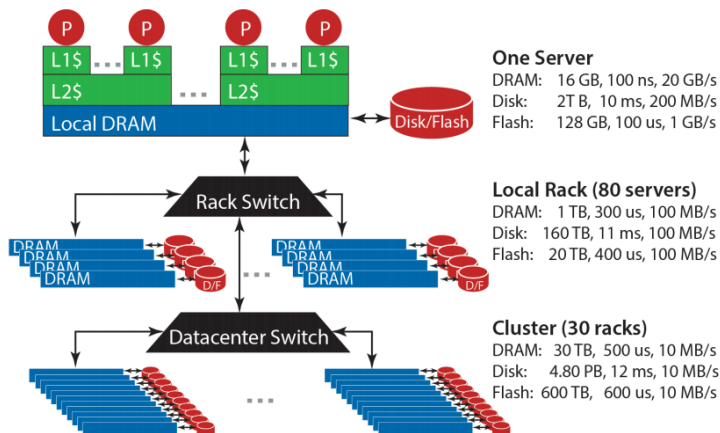 P P P P
L1$ ... L1$ ... L1$ ... L1$
L2$ ... L2$
Local DRAM
Disk/Flash
One Server
DRAM: 16 GB, 100 ns, 20 GB/s
Disk: 2T B, 10 ms, 200 MB/s
Flash: 128 GB, 100 us, 1 GB/s
Rack Switch
DRAM
DRAM
DRAM
DRAM
D/F
...
DRAM
DRAM
DRAM
DRAM
D/F
Local Rack (80 servers)
DRAM: 1 TB, 300 us, 100 MB/s
Disk: 160 TB, 11 ms, 100 MB/s
Flash: 20 TB, 400 us, 100 MB/s
Datacenter Switch
...
Cluster (30 racks)
DRAM: 30 TB, 500 us, 10 MB/s
Disk: 4.80 PB, 12 ms, 10 MB/s
Flash: 600 TB, 600 us, 10 MB/s